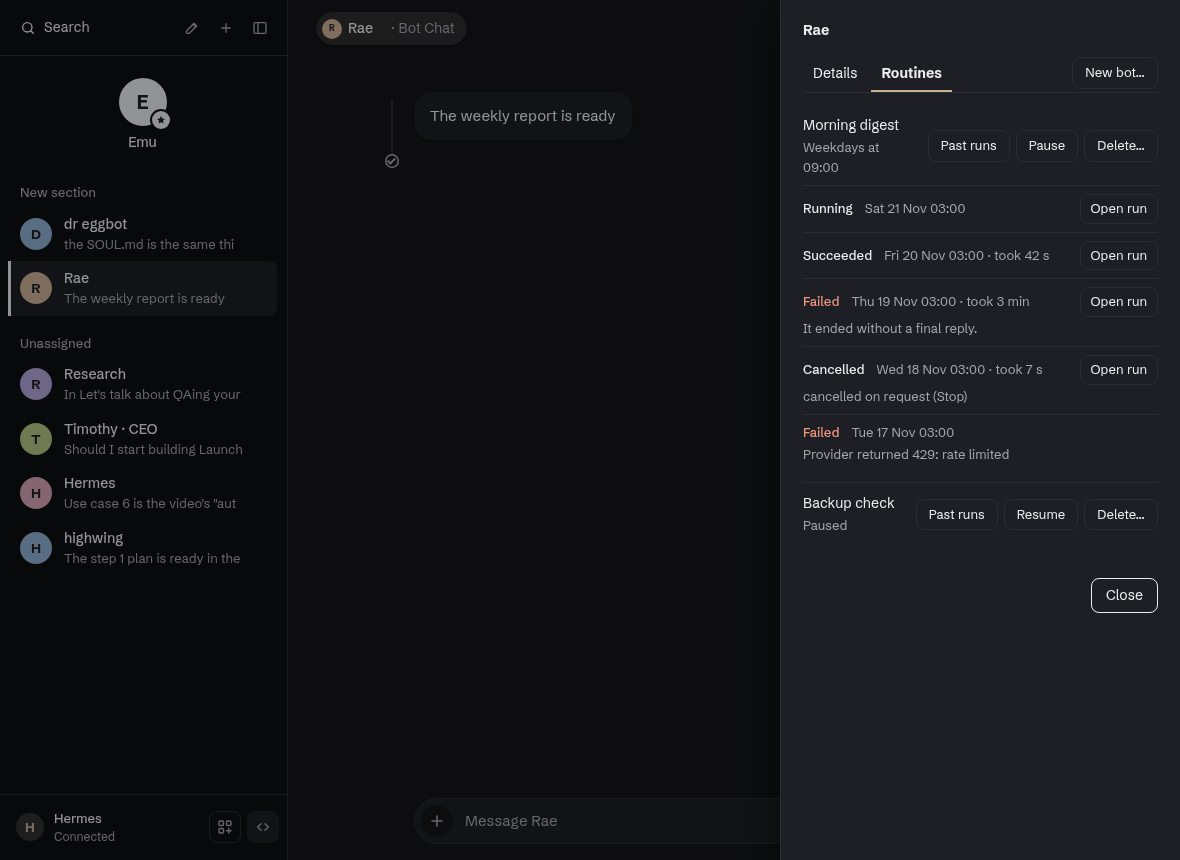 Search
E
Emu
New section
D
dr eggbot
the SOUL.md is the same thi
R
Rae
The weekly report is ready
Unassigned
R
Research
In Let's talk about QAing your
T
Timothy · CEO
Should I start building Launch
H
Hermes
Use case 6 is the video's "aut
H
highwing
The step 1 plan is ready in the
H
Hermes
Connected
R
Rae · Bot Chat
The weekly report is ready
Message Rae
Rae
Details Routines New bot...
Morning digest
Weekdays at
09:00
Past runs Pause Delete...
Running Sat 21 Nov 03:00 Open run
Succeeded Fri 20 Nov 03:00 · took 42 s Open run
Failed Thu 19 Nov 03:00 · took 3 min Open run
It ended without a final reply.
Cancelled Wed 18 Nov 03:00 · took 7 s Open run
cancelled on request (Stop)
Failed Tue 17 Nov 03:00
Provider returned 429: rate limited
Backup check
Paused
Past runs Resume Delete...
Close